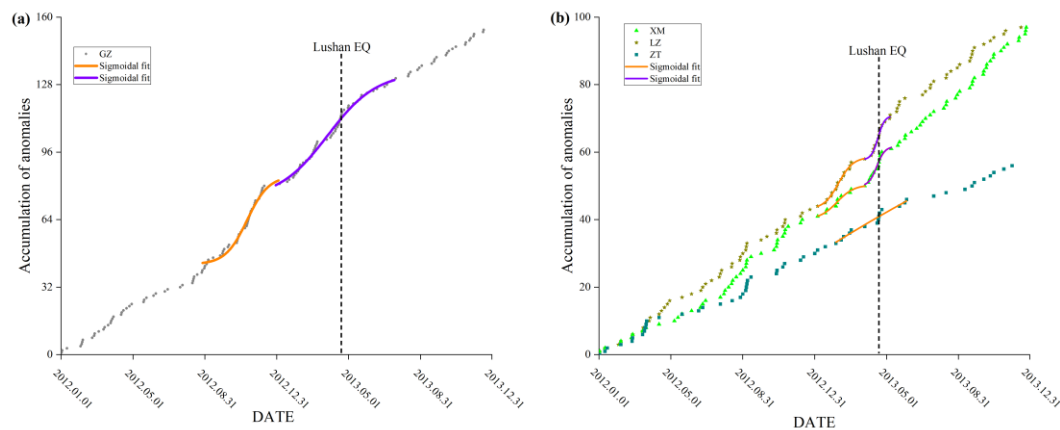 (a)
160
128
96
64
32
0
Accumulation of anomalies
GZ
Sigmoidal fit
Sigmoidal fit
Lushan EQ
2012.01.01
2012.05.01
2012.08.31
2012.12.31
2013.05.01
2013.08.31
2013.12.31
DATE
(b)
100
80
60
40
20
0
Accumulation of anomalies
XM
LZ
ZT
Sigmoidal fit
Sigmoidal fit
Lushan EQ
2012.01.01
2012.05.01
2012.08.31
2012.12.31
2013.05.01
2013.08.31
2013.12.31
DATE